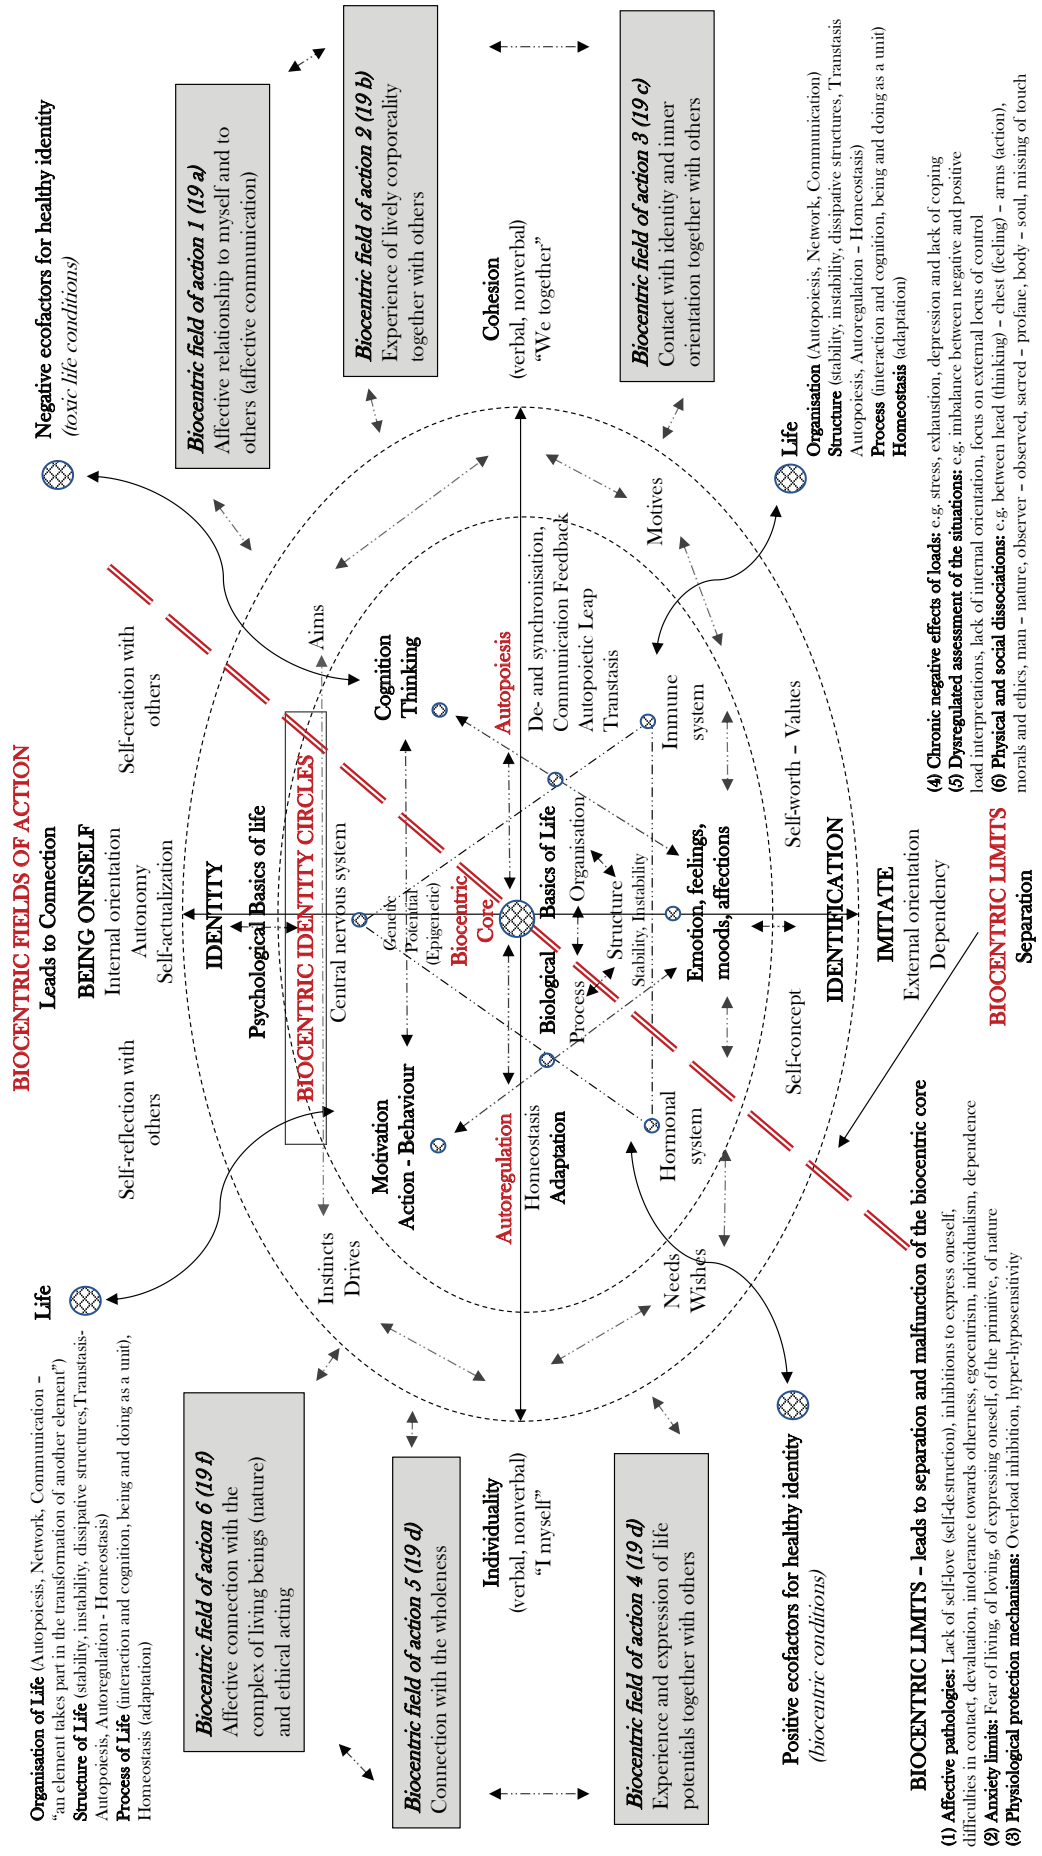 BIOCENTRIC FIELDS OF ACTION
Leads to Connection
BEING ONESELF
Internal orientation
Autonomy
Self-actualization
Self-reflection with
others
Self-creation with
others
Organisation of Life (Autopoiesis, Network, Communication –
“an element takes part in the transformation of another element”)
Structure of Life (stability, instability, dissipative structures,Transtasis-
Autopoiesis, Autoregulation - Homeostasis)
Process of Life (interaction and cognition, being and doing as a unit),
Homeostasis (adaptation)
Life
Negative ecofactors for healthy identity
(toxic life conditions)
Biocentric field of action 6 (19 f)
Affective connection with the
complex of living beings (nature)
and ethical acting
Biocentric field of action 1 (19 a)
Affective relationship to myself and to
others (affective communication)
IDENTITY
Psychological Basics of life
BIOCENTRIC IDENTITY CIRCLES
Instincts
Drives
Aims
Central nervous system
Biocentric field of action 5 (19 d)
Connection with the wholeness
Biocentric field of action 2 (19 b)
Experience of lively corporeality
together with others
Motivation
Action - Behaviour
Genetic
Potential
(Epigenetic)
Cognition
Thinking
Biocentric
Core
Individuality
(verbal, nonverbal)
“I myself”
Cohesion
(verbal, nonverbal)
“We together”
Autoregulation
Homeostasis
Adaptation
Autopoiesis
De- and synchronisation,
Communication Feedback
Autopoietic Leap
Transtasis
Biological Basics of Life
Process
Organisation
Structure
Stability, Instability
Biocentric field of action 4 (19 d)
Experience and expression of life
potentials together with others
Biocentric field of action 3 (19 c)
Contact with identity and inner
orientation together with others
Needs
Wishes
Hormonal
system
Emotion, feelings,
moods, affections
Immune
system
Motives
Self-concept
Self-worth – Values
IDENTIFICATION
IMITATE
External orientation
Dependency
Positive ecofactors for healthy identity
(biocentric conditions)
Life
Organisation (Autopoiesis, Network, Communication)
Structure (stability, instability, dissipative structures, Transtasis
Autopoiesis, Autoregulation – Homeostasis)
Process (interaction and cognition, being and doing as a unit)
Homeostasis (adaptation)
BIOCENTRIC LIMITS
Separation
BIOCENTRIC LIMITS – leads to separation and malfunction of the biocentric core
(1) Affective pathologies: Lack of self-love (self-destruction), inhibitions to express oneself,
difficulties in contact, devaluation, intolerance towards otherness, egocentrism, individualism, dependence
(2) Anxiety limits: Fear of living, of loving, of expressing oneself, of the primitive, of nature
(3) Physiological protection mechanisms: Overload inhibition, hyper-hyposensitivity
(4) Chronic negative effects of loads: e.g. stress, exhaustion, depression and lack of coping
(5) Dysregulated assessment of the situations: e.g. imbalance between negative and positive
load interpretations, lack of internal orientation, focus on external locus of control
(6) Physical and social dissociations: e.g. between head (thinking) – chest (feeling) – arms (action),
morals and ethics, man – nature, observer – observed, sacred – profane, body – soul, missing of touch